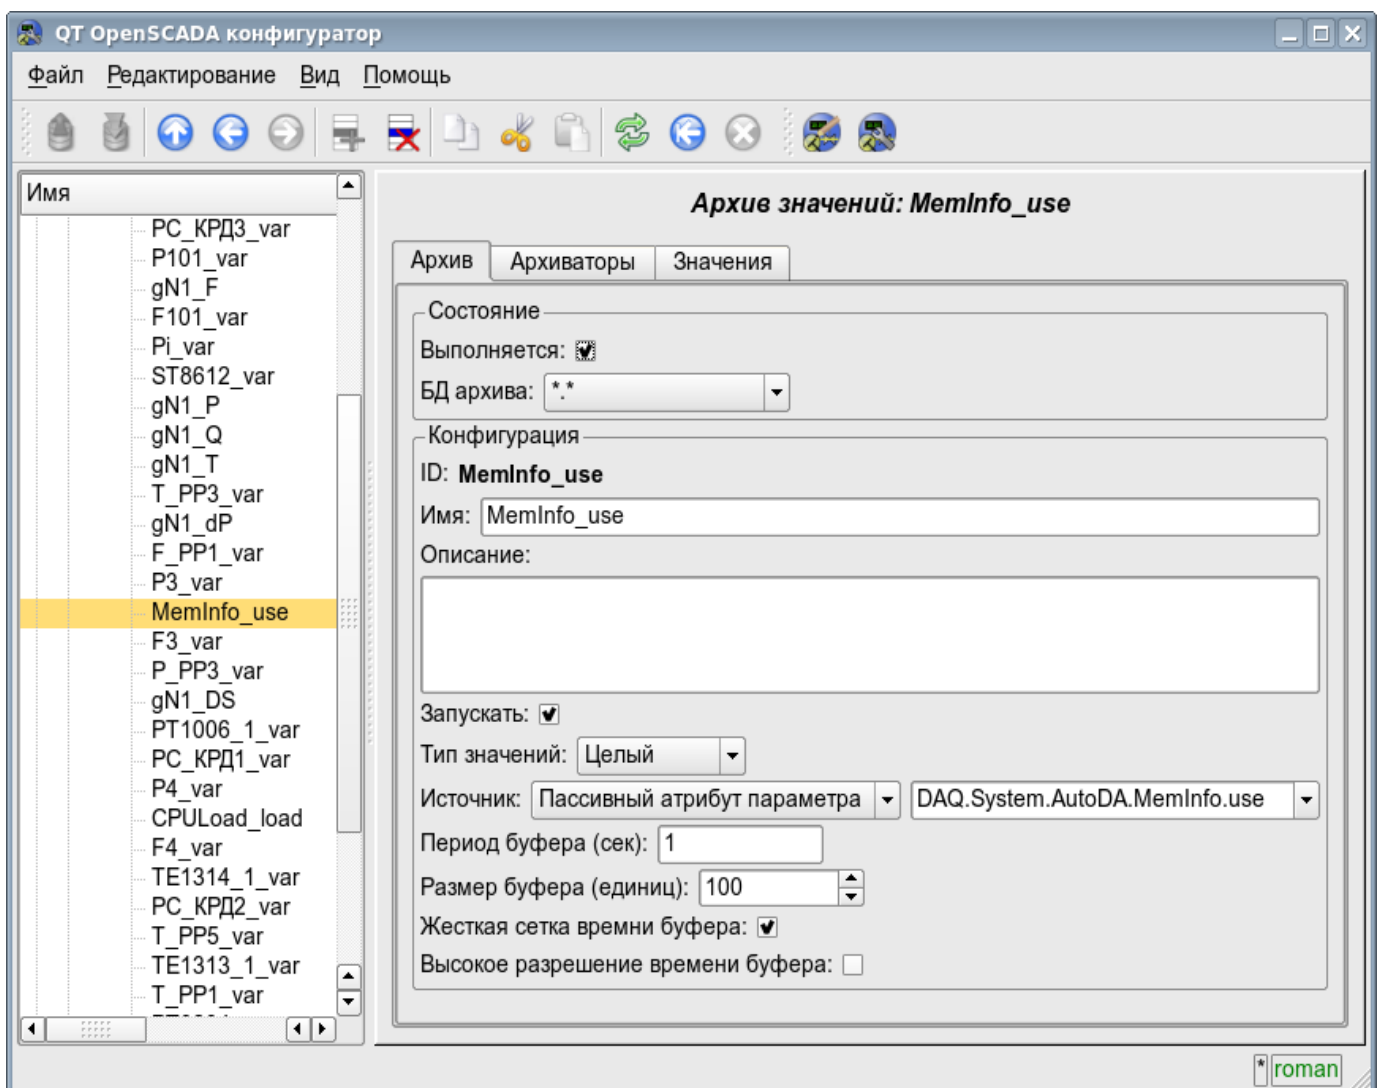 QT OpenSCADA конфигуратор
Файл Редактирование Вид Помощь
Имя
РС_КРД3_var
P101_var
gN1_F
F101_var
Pi_var
ST8612_var
gN1_P
gN1_Q
gN1_T
T_PP3_var
gN1_dP
F_PP1_var
P3_var
MemInfo_use
F3_var
P_PP3_var
gN1_DS
PT1006_1_var
РС_КРД1_var
P4_var
CPULoad_load
F4_var
TE1314_1_var
РС_КРД2_var
T_PP5_var
TE1313_1_var
T_PP1_var
Архив значений: MemInfo_use
Архив Архиваторы Значения
Состояние
Выполняется:
БД архива: *.*
Конфигурация
ID: MemInfo_use
Имя: MemInfo_use
Описание:
Запускать:
Тип значений: Целый
Источник: Пассивный атрибут параметра DAQ.System.AutoDA.MemInfo.use
Период буфера (сек): 1
Размер буфера (единиц): 100
Жесткая сетка времни буфера:
Высокое разрешение времени буфера:
* roman